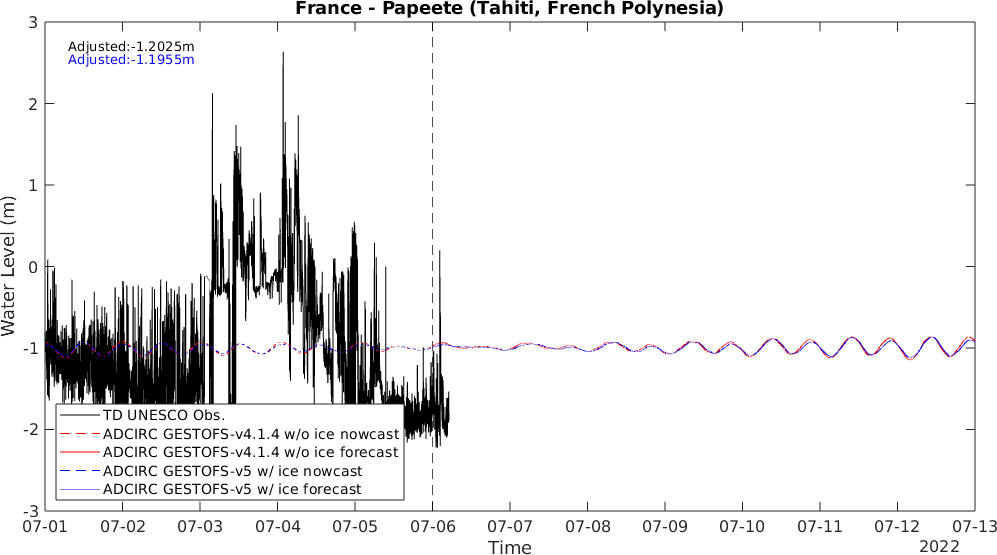 France - Papeete (Tahiti, French Polynesia)
Adjusted:-1.2025m
Adjusted:-1.1955m
3
2
1
0
-1
-2
-3
Water Level (m)
TD UNESCO Obs.
ADCIRC GESTOFS-v4.1.4 w/o ice nowcast
ADCIRC GESTOFS-v4.1.4 w/o ice forecast
ADCIRC GESTOFS-v5 w/ ice nowcast
ADCIRC GESTOFS-v5 w/ ice forecast
07-01 07-02 07-03 07-04 07-05 07-06 07-07 07-08 07-09 07-10 07-11 07-12 07-13
Time
2022